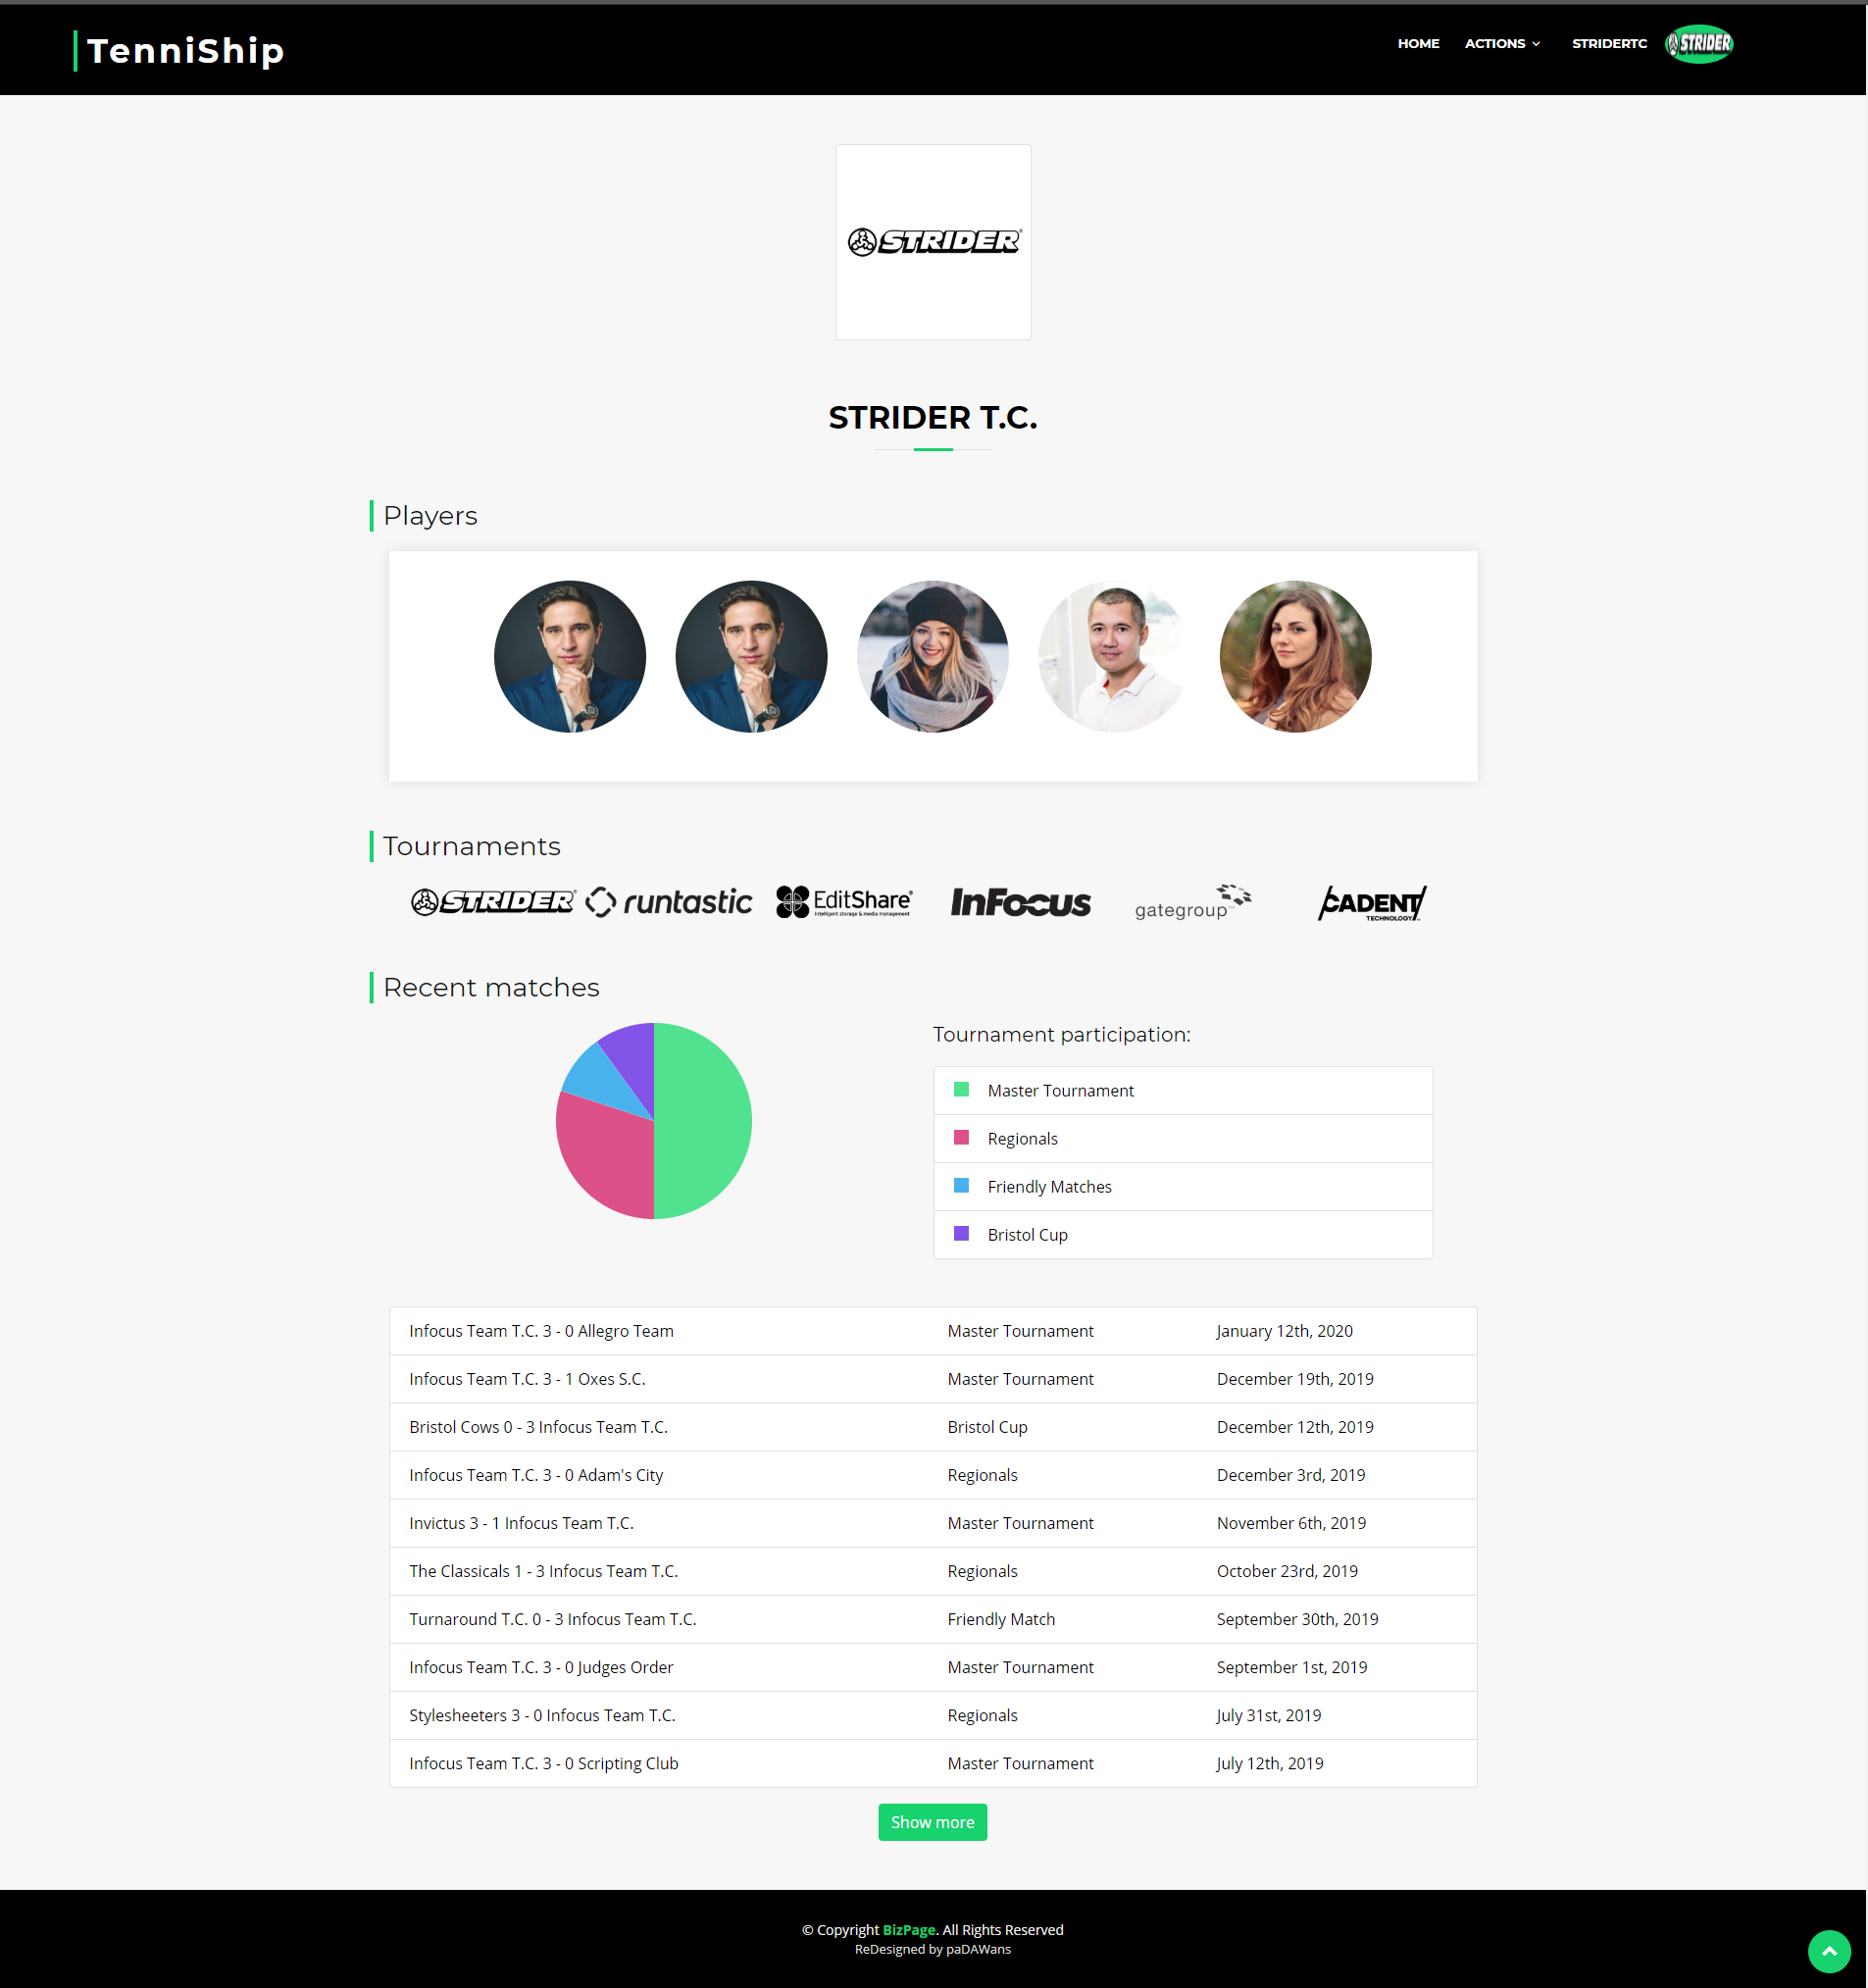 TenniShip
HOME ACTIONS STRIDERTC STRIDER
STRIDER
STRIDER T.C.
Players
Tournaments
STRIDER runtastic EditShare InFocus gategroup CADENT
Intelligent storage & media management
TECHNOLOGY
Recent matches
Tournament participation:
Master Tournament
Regionals
Friendly Matches
Bristol Cup
Infocus Team T.C. 3 - 0 Allegro Team Master Tournament January 12th, 2020
Infocus Team T.C. 3 - 1 Oxes S.C. Master Tournament December 19th, 2019
Bristol Cows 0 - 3 Infocus Team T.C. Bristol Cup December 12th, 2019
Infocus Team T.C. 3 - 0 Adam's City Regionals December 3rd, 2019
Invictus 3 - 1 Infocus Team T.C. Master Tournament November 6th, 2019
The Classicals 1 - 3 Infocus Team T.C. Regionals October 23rd, 2019
Turnaround T.C. 0 - 3 Infocus Team T.C. Friendly Match September 30th, 2019
Infocus Team T.C. 3 - 0 Judges Order Master Tournament September 1st, 2019
Stylesheeters 3 - 0 Infocus Team T.C. Regionals July 31st, 2019
Infocus Team T.C. 3 - 0 Scripting Club Master Tournament July 12th, 2019
Show more
© Copyright BizPage. All Rights Reserved
ReDesigned by paDAWans